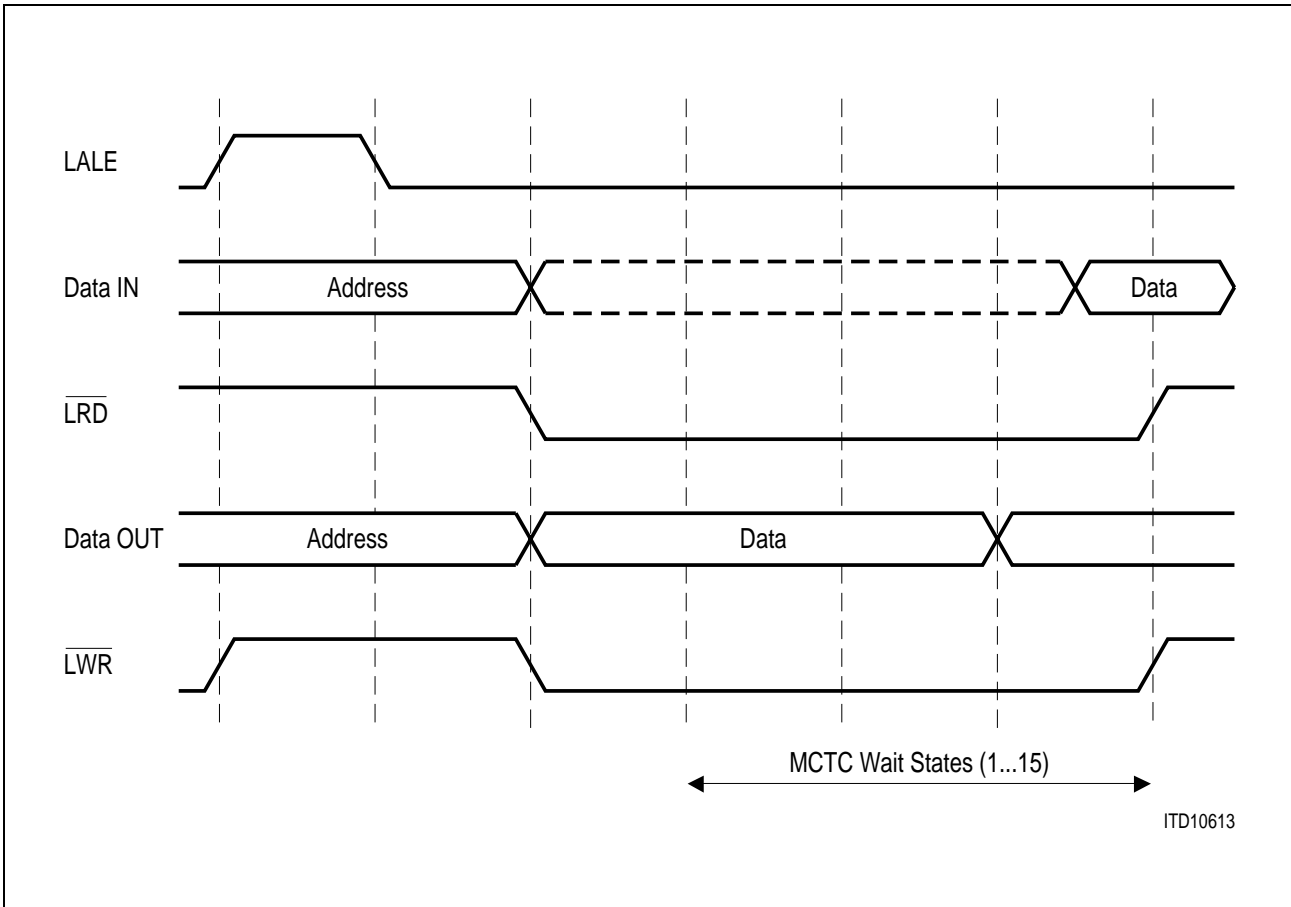 LALE
Data IN
Address
Data
LRD
Data OUT
Address
Data
LWR
MCTC Wait States (1...15)
ITD10613